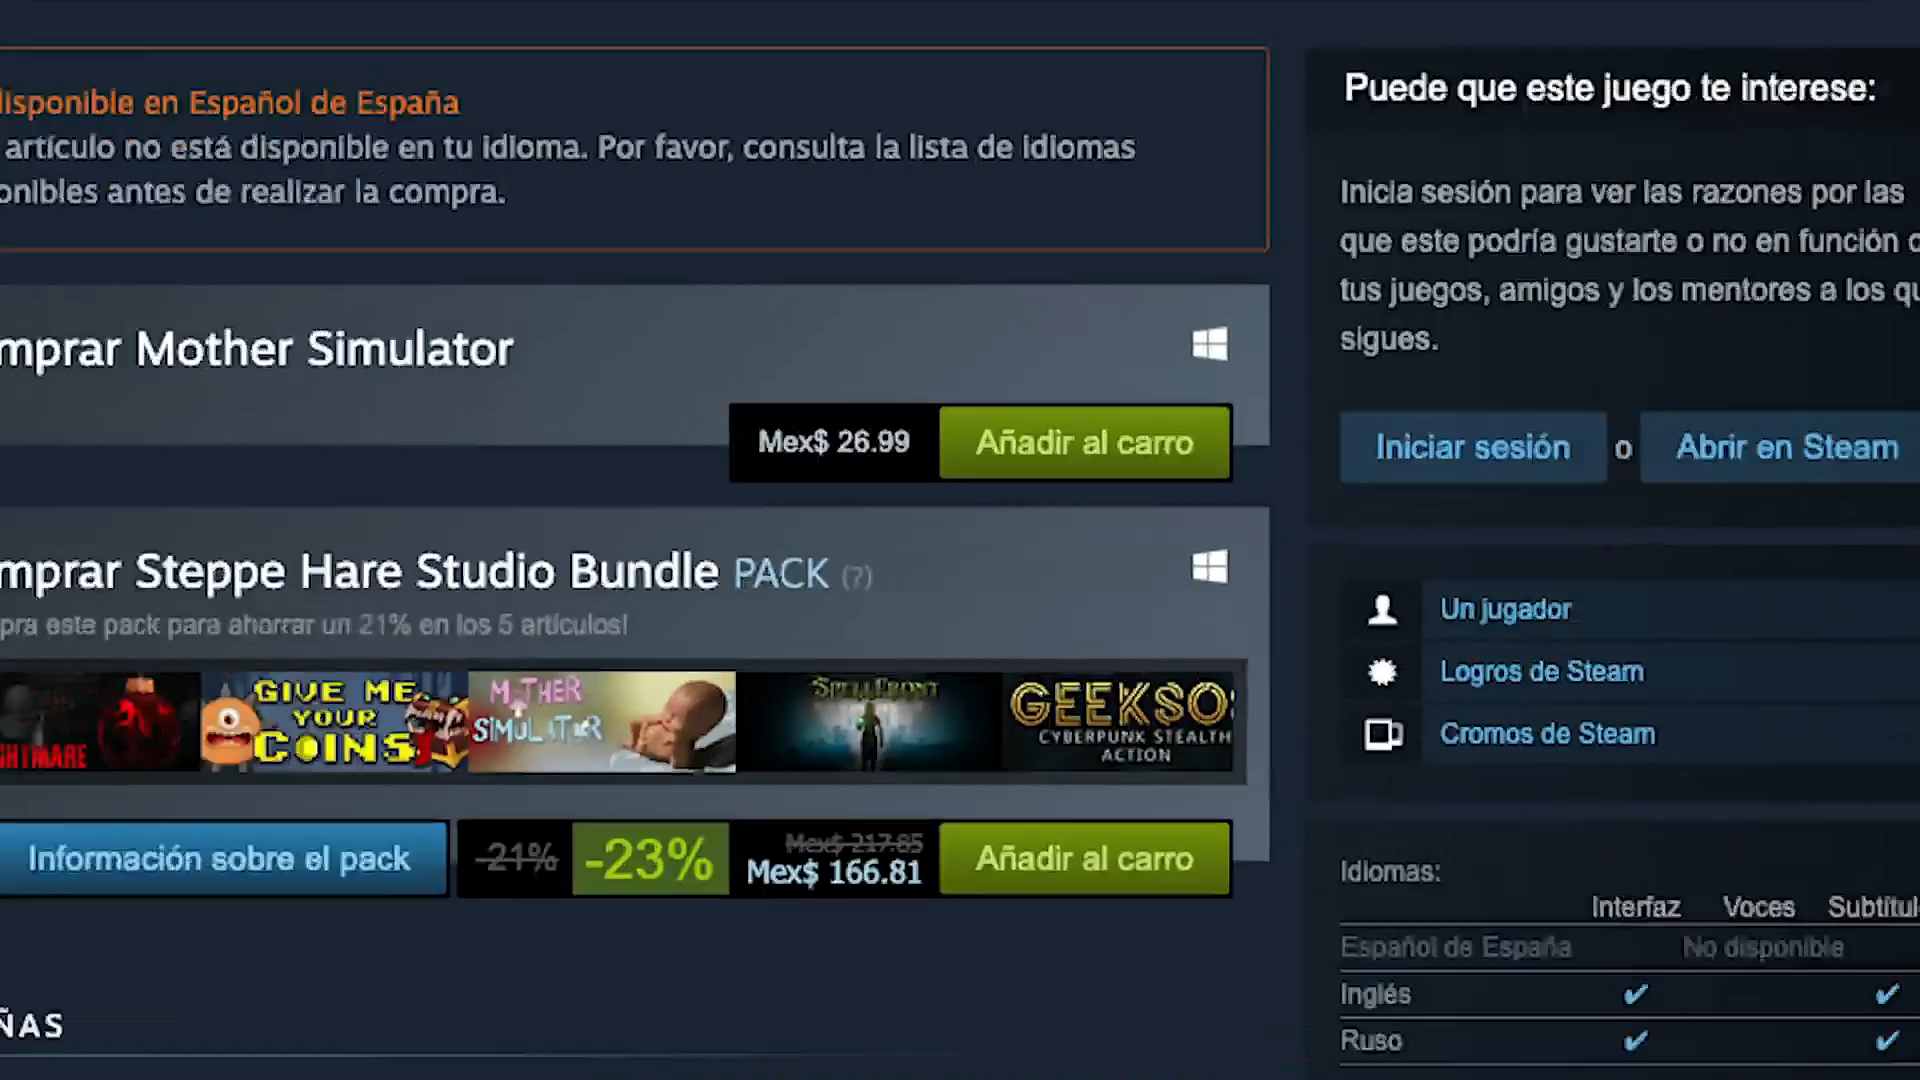 disponible en Español de España
artículo no está disponible en tu idioma. Por favor, consulta la lista de idiomas
onibles antes de realizar la compra.
mprar Mother Simulator
Mex$ 26.99
Añadir al carro
mprar Steppe Hare Studio Bundle PACK (?)
pra este pack para ahorrar un 21% en los 5 artículos!
GHTMARE
GIVE ME
YOUR
COINS
MOTHER
SIMULATOR
SPELLFRONT
GEEKSOS
CYBERPUNK STEALTH
ACTION
Información sobre el pack
-21%
-23%
Mex$ 217.85
Mex$ 166.81
Añadir al carro
ÑAS
Puede que este juego te interese:
Inicia sesión para ver las razones por las
que este podría gustarte o no en función d
tus juegos, amigos y los mentores a los qu
sigues.
Iniciar sesión o Abrir en Steam
Un jugador
Logros de Steam
Cromos de Steam
Idiomas:
Interfaz Voces Subtítul
Español de España No disponible
Inglés ✔ ✔
Ruso ✔ ✔